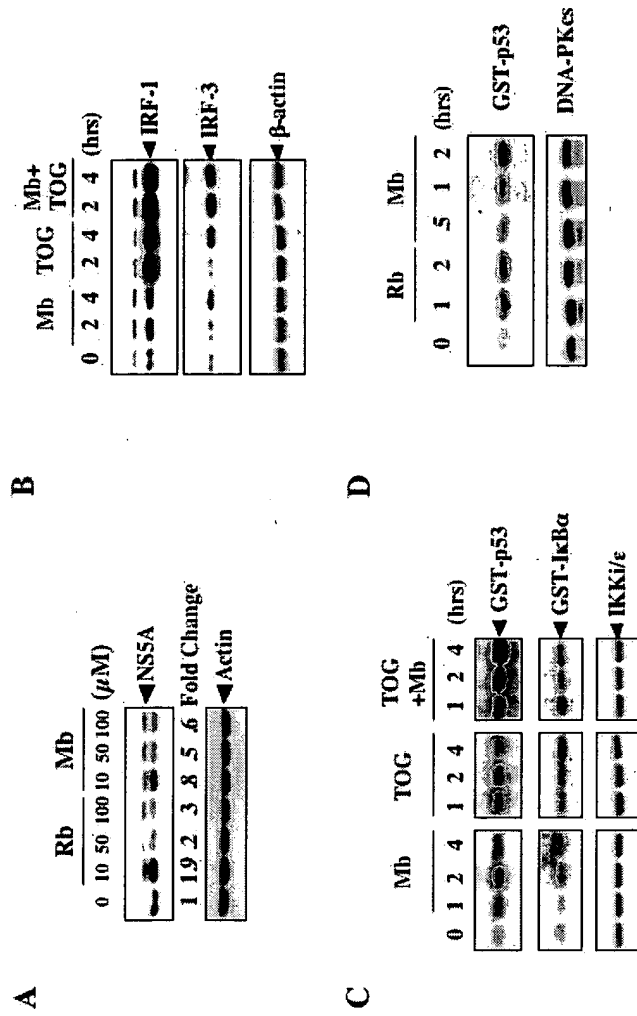 A
Rb Mb
0 10 50 100 10 50 100 (μM)
NS5A
1 1.9 .2 .3 .8 .5 .6 Fold Change
Actin
B
Mb TOG Mb+
TOG
0 2 4 2 4 2 4 (hrs)
IRF-1
IRF-3
β-actin
C
Mb TOG TOG
+Mb
0 1 2 4 1 2 4 1 2 4 (hrs)
GST-p53
GST-IκBα
IKKi/ε
D
Rb Mb
0 1 2 .5 1 2
GST-p53
DNA-PKcs